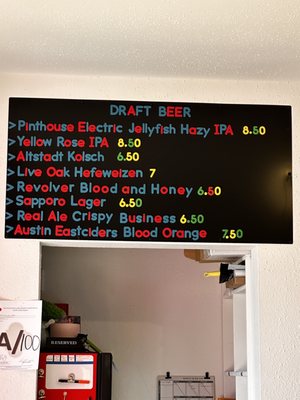 DRAFT BEER
>Pinthouse Electric Jellyfish Hazy IPA 8.50
>Yellow Rose IPA 8.50
>Altstadt Kolsch 6.50
>Live Oak Hefeweizen 7
>Revolver Blood and Honey 6.50
>Sapporo Lager 6.50
>Real Ale Crispy Business 6.50
>Austin Eastciders Blood Orange 7.50
A/100
RESERVED